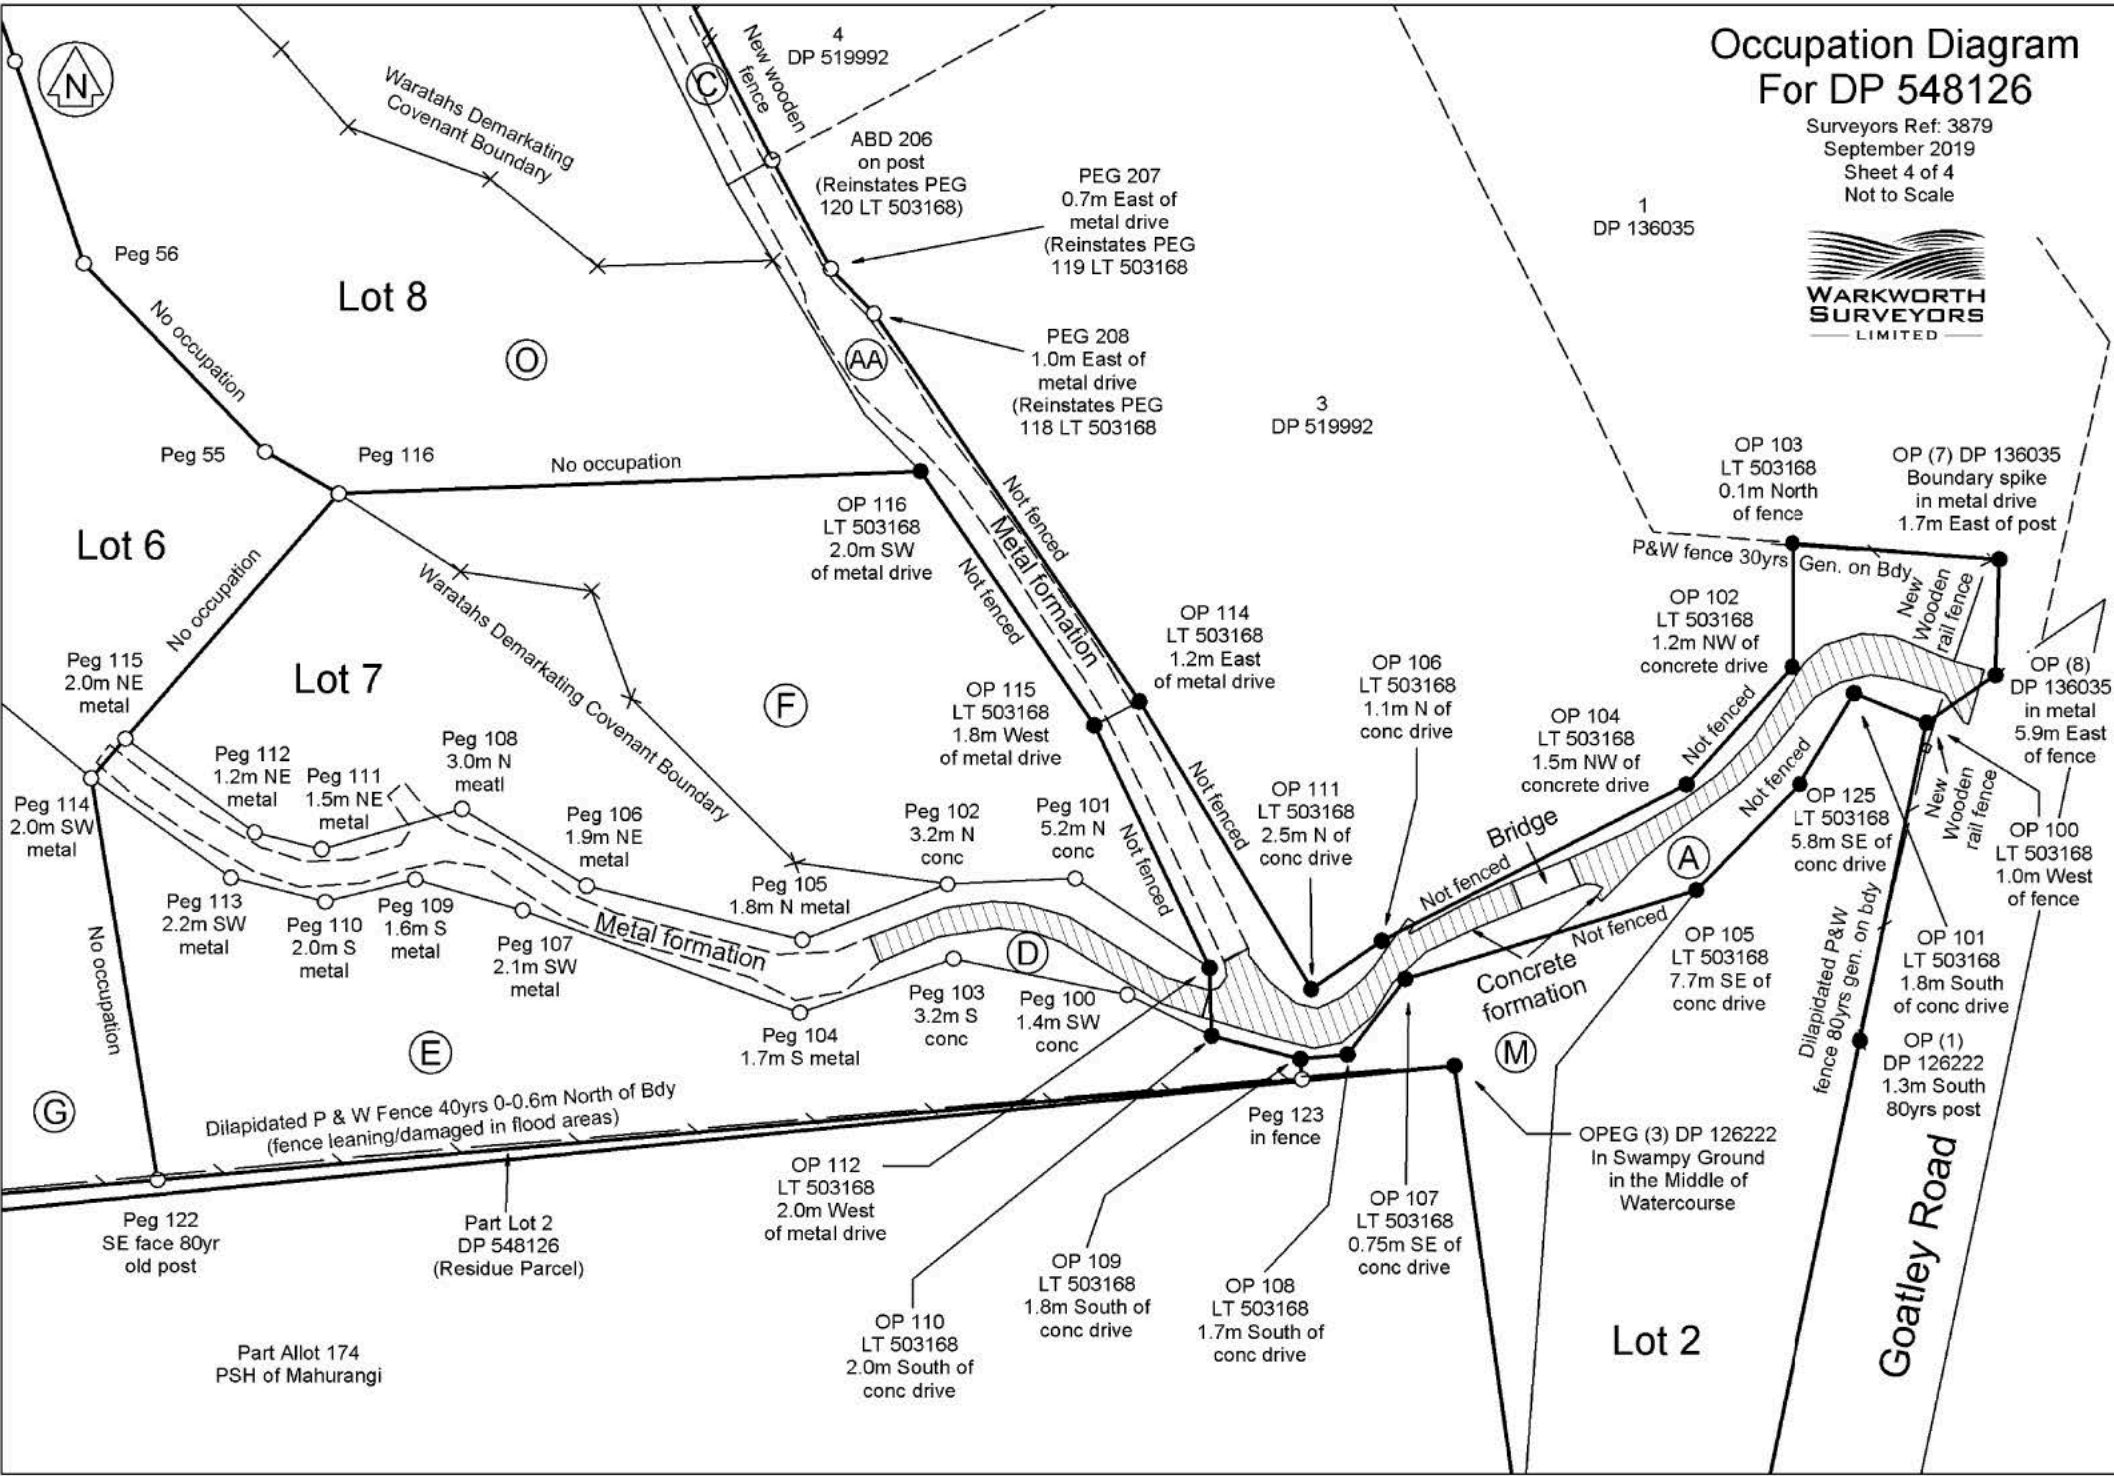 Occupation Diagram
For DP 548126
Surveyors Ref: 3879
September 2019
Sheet 4 of 4
Not to Scale
WARKWORTH
SURVEYORS
LIMITED
N
4
DP 519992
New wooden
fence
C
Waratahs Demarkating
Covenant Boundary
ABD 206
on post
(Reinstates PEG
120 LT 503168)
PEG 207
0.7m East of
metal drive
(Reinstates PEG
119 LT 503168
1
DP 136035
Peg 56
Lot 8
No occupation
O
AA
PEG 208
1.0m East of
metal drive
(Reinstates PEG
118 LT 503168
3
DP 519992
Peg 55
Peg 116
No occupation
OP 103
LT 503168
0.1m North
of fence
OP (7) DP 136035
Boundary spike
in metal drive
1.7m East of post
Lot 6
No occupation
OP 116
LT 503168
2.0m SW
of metal drive
Not fenced
Metal formation
Not fenced
P&W fence 30yrs Gen. on Bdy
New
Wooden
rail fence
Waratahs Demarkating Covenant Boundary
OP 102
LT 503168
1.2m NW of
concrete drive
OP 114
LT 503168
1.2m East
of metal drive
Peg 115
2.0m NE
metal
Lot 7
F
OP 115
LT 503168
1.8m West
of metal drive
OP 106
LT 503168
1.1m N of
conc drive
OP 104
LT 503168
1.5m NW of
concrete drive
Not fenced
Not fenced
OP (8)
DP 136035
in metal
5.9m East
of fence
Peg 112
1.2m NE
metal
Peg 111
1.5m NE
metal
Peg 108
3.0m N
meatl
Peg 106
1.9m NE
metal
Peg 102
3.2m N
conc
Peg 101
5.2m N
conc
Not fenced
Not fenced
OP 111
LT 503168
2.5m N of
conc drive
Bridge
Not fenced
A
OP 125
LT 503168
5.8m SE of
conc drive
New
Wooden
rail fence
OP 100
LT 503168
1.0m West
of fence
Peg 114
2.0m SW
metal
Peg 113
2.2m SW
metal
Peg 110
2.0m S
metal
Peg 109
1.6m S
metal
Peg 107
2.1m SW
metal
Metal formation
Peg 105
1.8m N metal
D
Peg 103
3.2m S
conc
Peg 100
1.4m SW
conc
Concrete
formation
Not fenced
OP 105
LT 503168
7.7m SE of
conc drive
Dilapidated P&W
fence 80yrs gen. on bdy
OP 101
LT 503168
1.8m South
of conc drive
No occupation
E
Peg 104
1.7m S metal
M
OP (1)
DP 126222
1.3m South
80yrs post
G
Dilapidated P & W Fence 40yrs 0-0.6m North of Bdy
(fence leaning/damaged in flood areas)
Peg 123
in fence
OPEG (3) DP 126222
In Swampy Ground
in the Middle of
Watercourse
Peg 122
SE face 80yr
old post
Part Lot 2
DP 548126
(Residue Parcel)
OP 112
LT 503168
2.0m West
of metal drive
OP 107
LT 503168
0.75m SE of
conc drive
OP 109
LT 503168
1.8m South of
conc drive
OP 108
LT 503168
1.7m South of
conc drive
OP 110
LT 503168
2.0m South of
conc drive
Part Allot 174
PSH of Mahurangi
Lot 2
Goatley Road